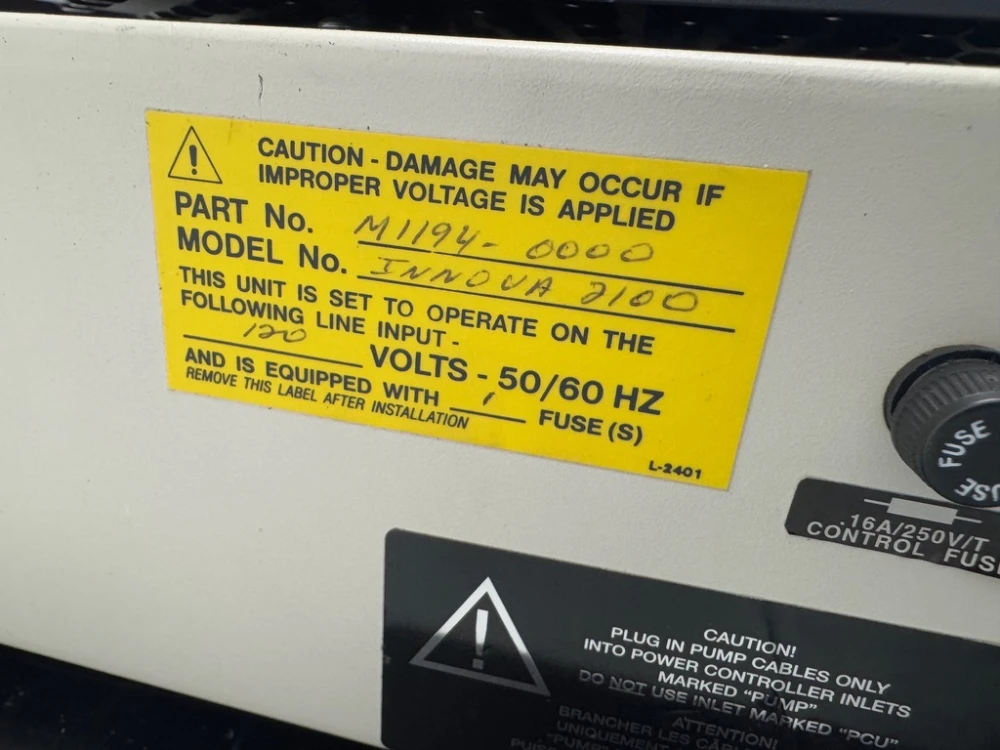 CAUTION - DAMAGE MAY OCCUR IF
IMPROPER VOLTAGE IS APPLIED
PART No. M1194-0000
MODEL No. INNOVA 2100
THIS UNIT IS SET TO OPERATE ON THE
FOLLOWING LINE INPUT -
120 VOLTS - 50/60 HZ
AND IS EQUIPPED WITH FUSE(S)
REMOVE THIS LABEL AFTER INSTALLATION
L-2401
FUSE
.16A/250V/T
CONTROL
CAUTION!
PLUG IN PUMP CABLES ONLY
INTO POWER CONTROLLER INLETS
MARKED "PUMP"
DO NOT USE INLET MARKED "PCU"
ATTENTION!
BRANCHER LES
UNIQUEMENT